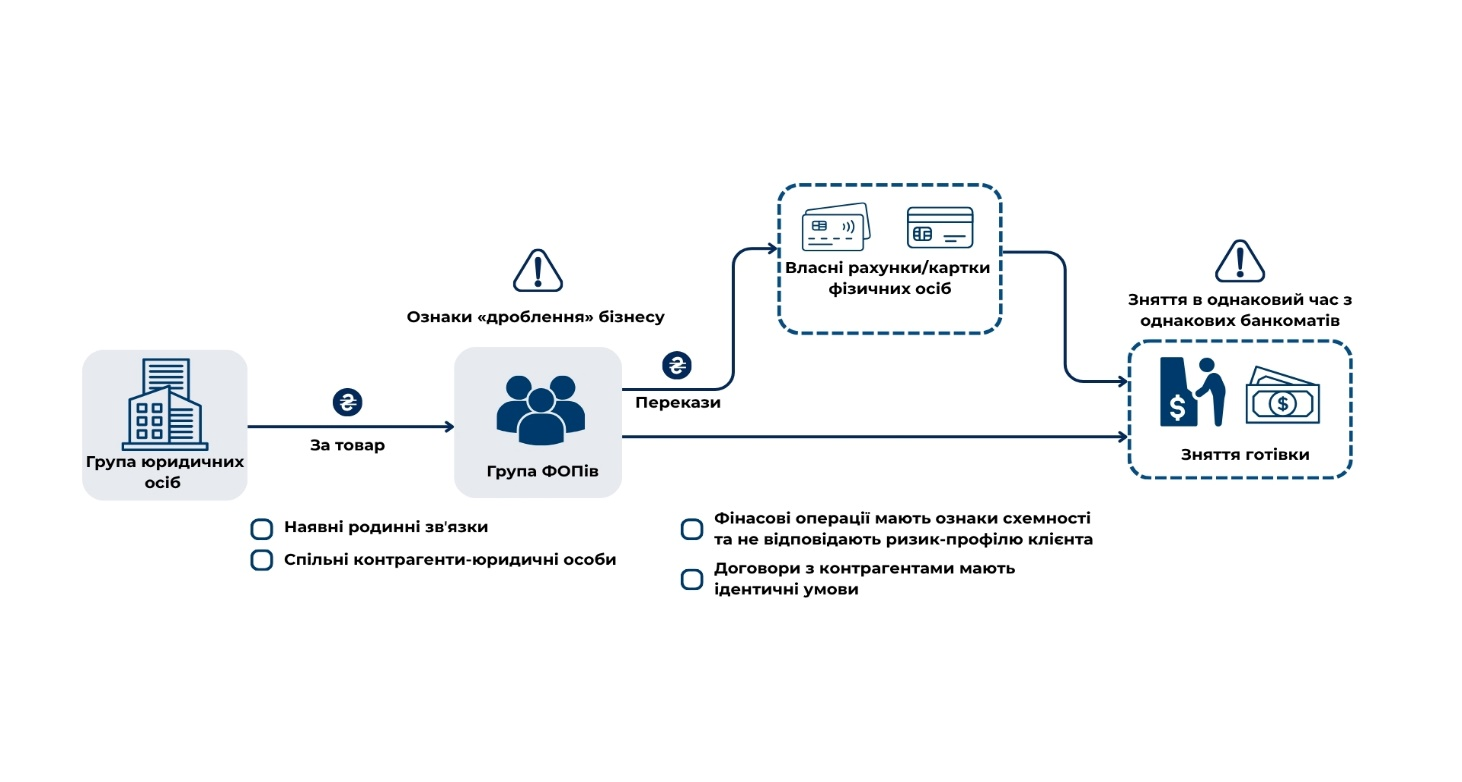 Власні рахунки/картки
фізичних осіб
Ознаки «дроблення» бізнесу
Зняття в однаковий час з
однакових банкоматів
₴
За товар
Група юридичних
осіб
Група ФОПів
₴
Перекази
$
$
Зняття готівки
Наявні родинні зв'язки
Спільні контрагенти-юридичні особи
Фінасові операції мають ознаки схемності
та не відповідають ризик-профілю клієнта
Договори з контрагентами мають
ідентичні умови